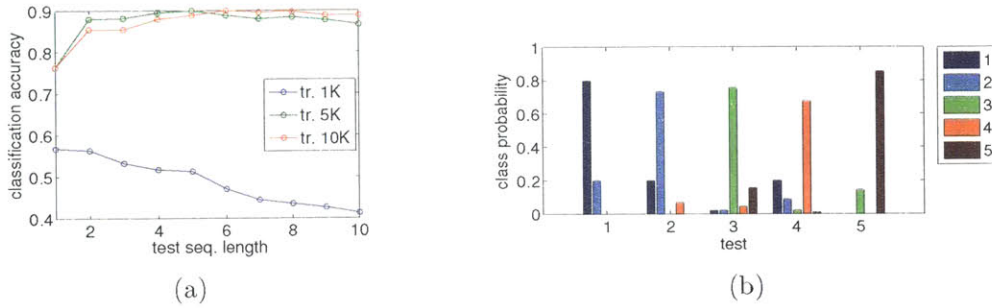 classification accuracy
0.9
0.8
0.7
0.6
0.5
0.4
2 4 6 8 10
test seq. length
tr. 1K
tr. 5K
tr. 10K
(a)
class probability
1
0.8
0.6
0.4
0.2
0
1 2 3 4 5
test
1
2
3
4
5
(b)